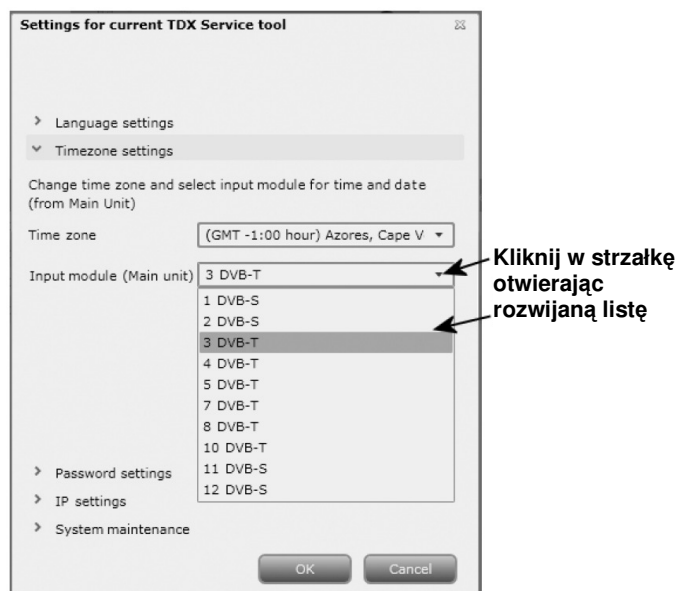 Settings for current TDX Service tool
Language settings
Timezone settings
Change time zone and select input module for time and date
(from Main Unit)
Time zone
(GMT -1:00 hour) Azores, Cape V
Input module (Main unit)
3 DVB-T
1 DVB-S
2 DVB-S
3 DVB-T
4 DVB-T
5 DVB-T
7 DVB-T
8 DVB-T
10 DVB-T
11 DVB-S
12 DVB-S
Password settings
IP settings
System maintenance
OK
Cancel
Kliknij w strzałkę
otwierając
rozwijaną listę